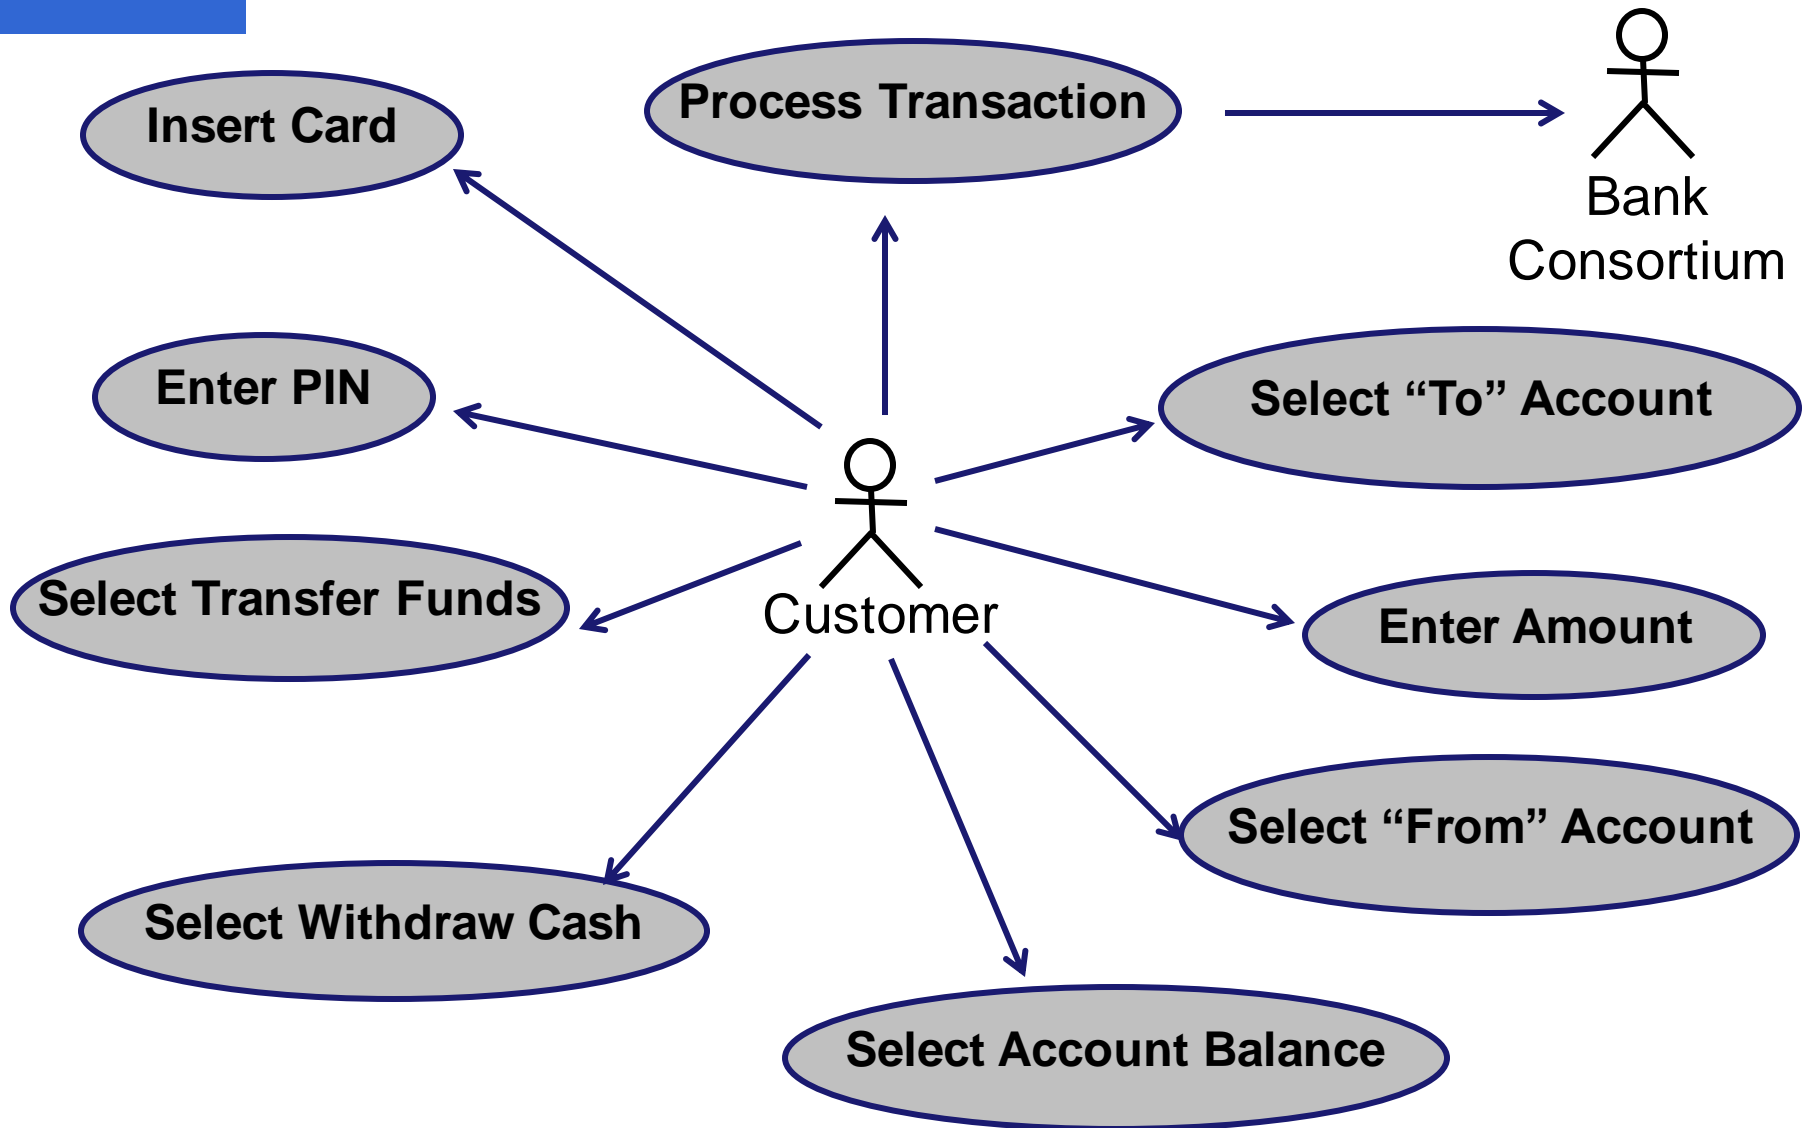 Insert Card
Process Transaction
Bank
Consortium
Enter PIN
Select “To” Account
Select Transfer Funds
Customer
Enter Amount
Select “From” Account
Select Withdraw Cash
Select Account Balance